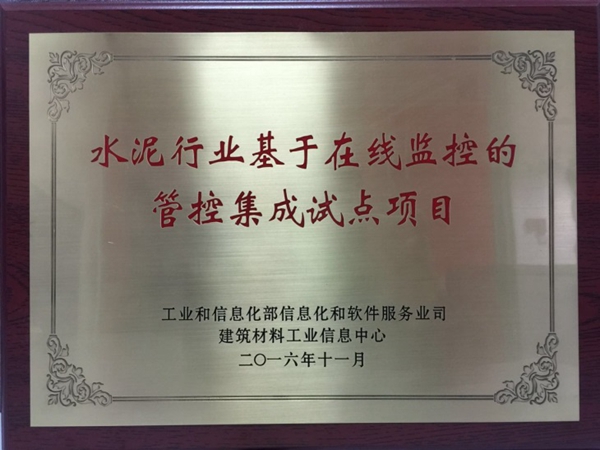 水泥行业基于在线监控的
管控集成试点项目
工业和信息化部信息化和软件服务业司
建筑材料工业信息中心
二〇一六年十一月